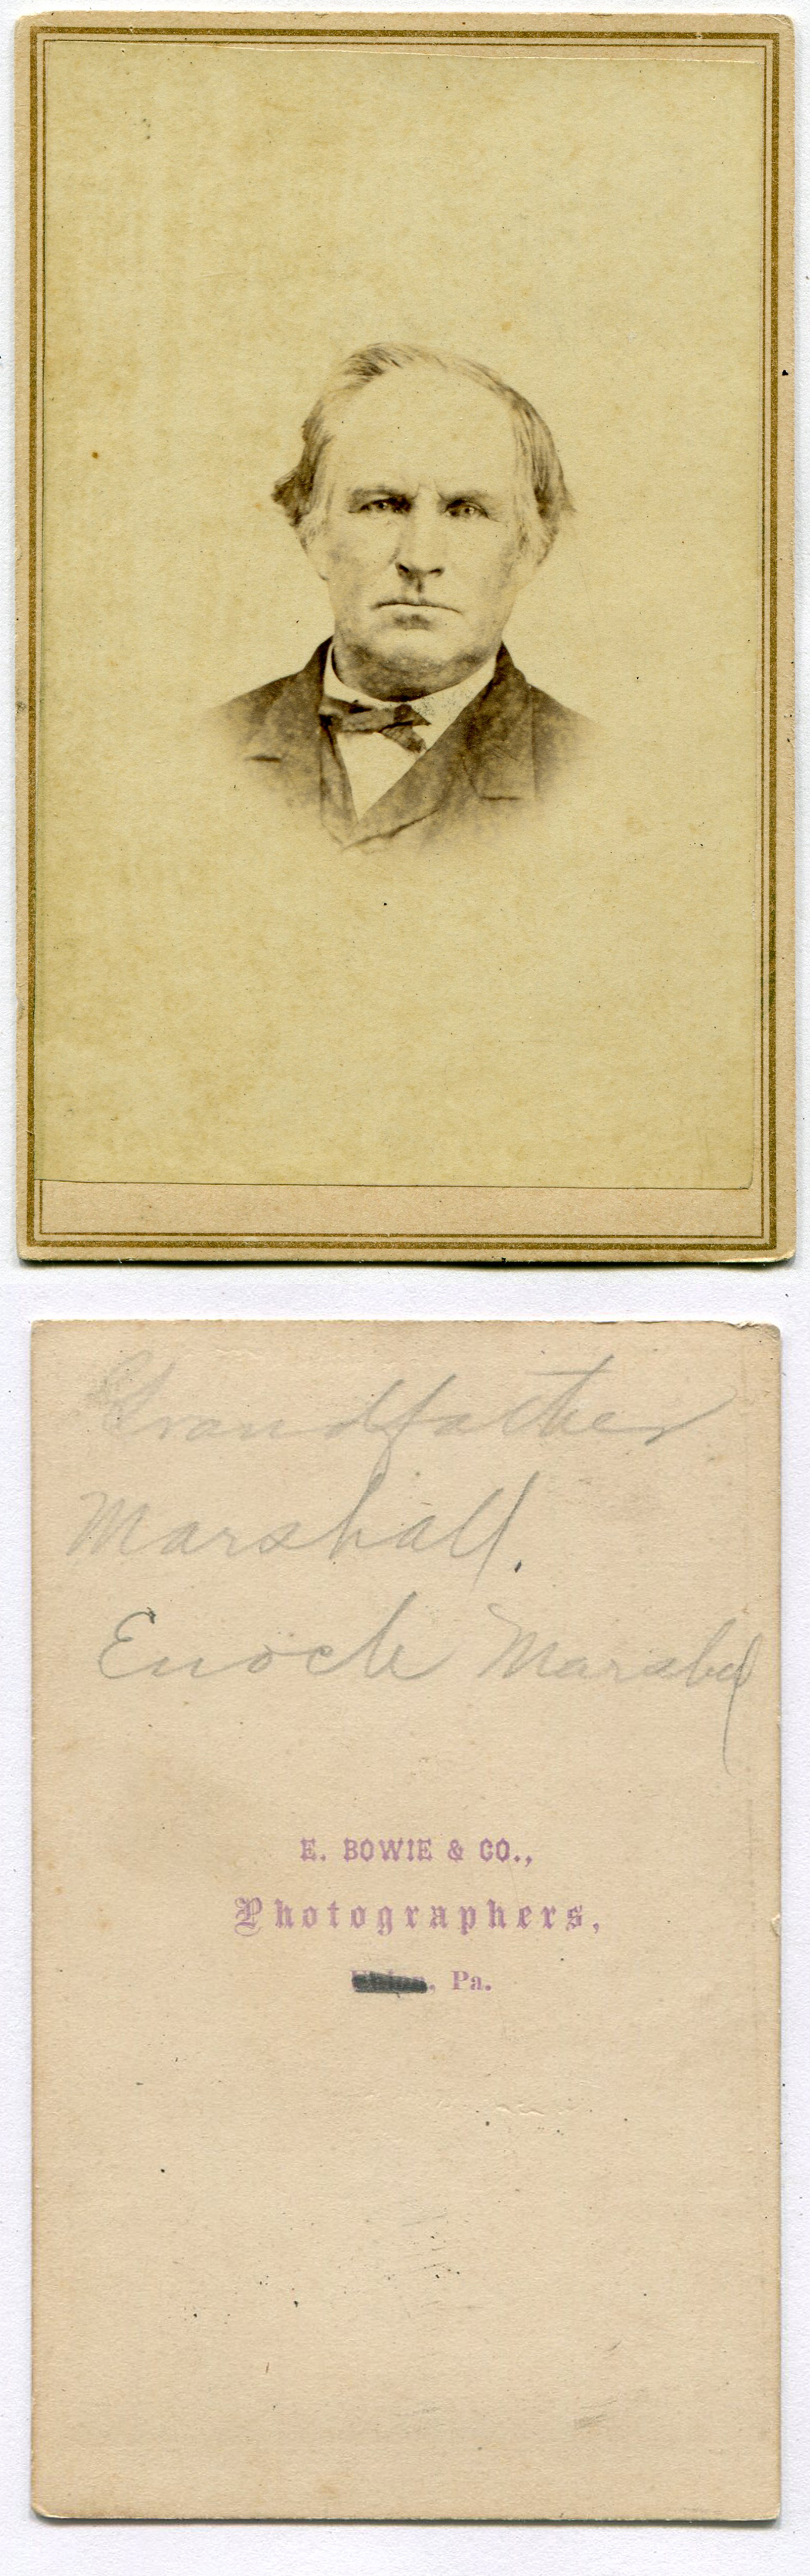 Grandfather
Marshall.
Enoch Marshall
E. BOWIE & CO.,
Photographers,
Pa.